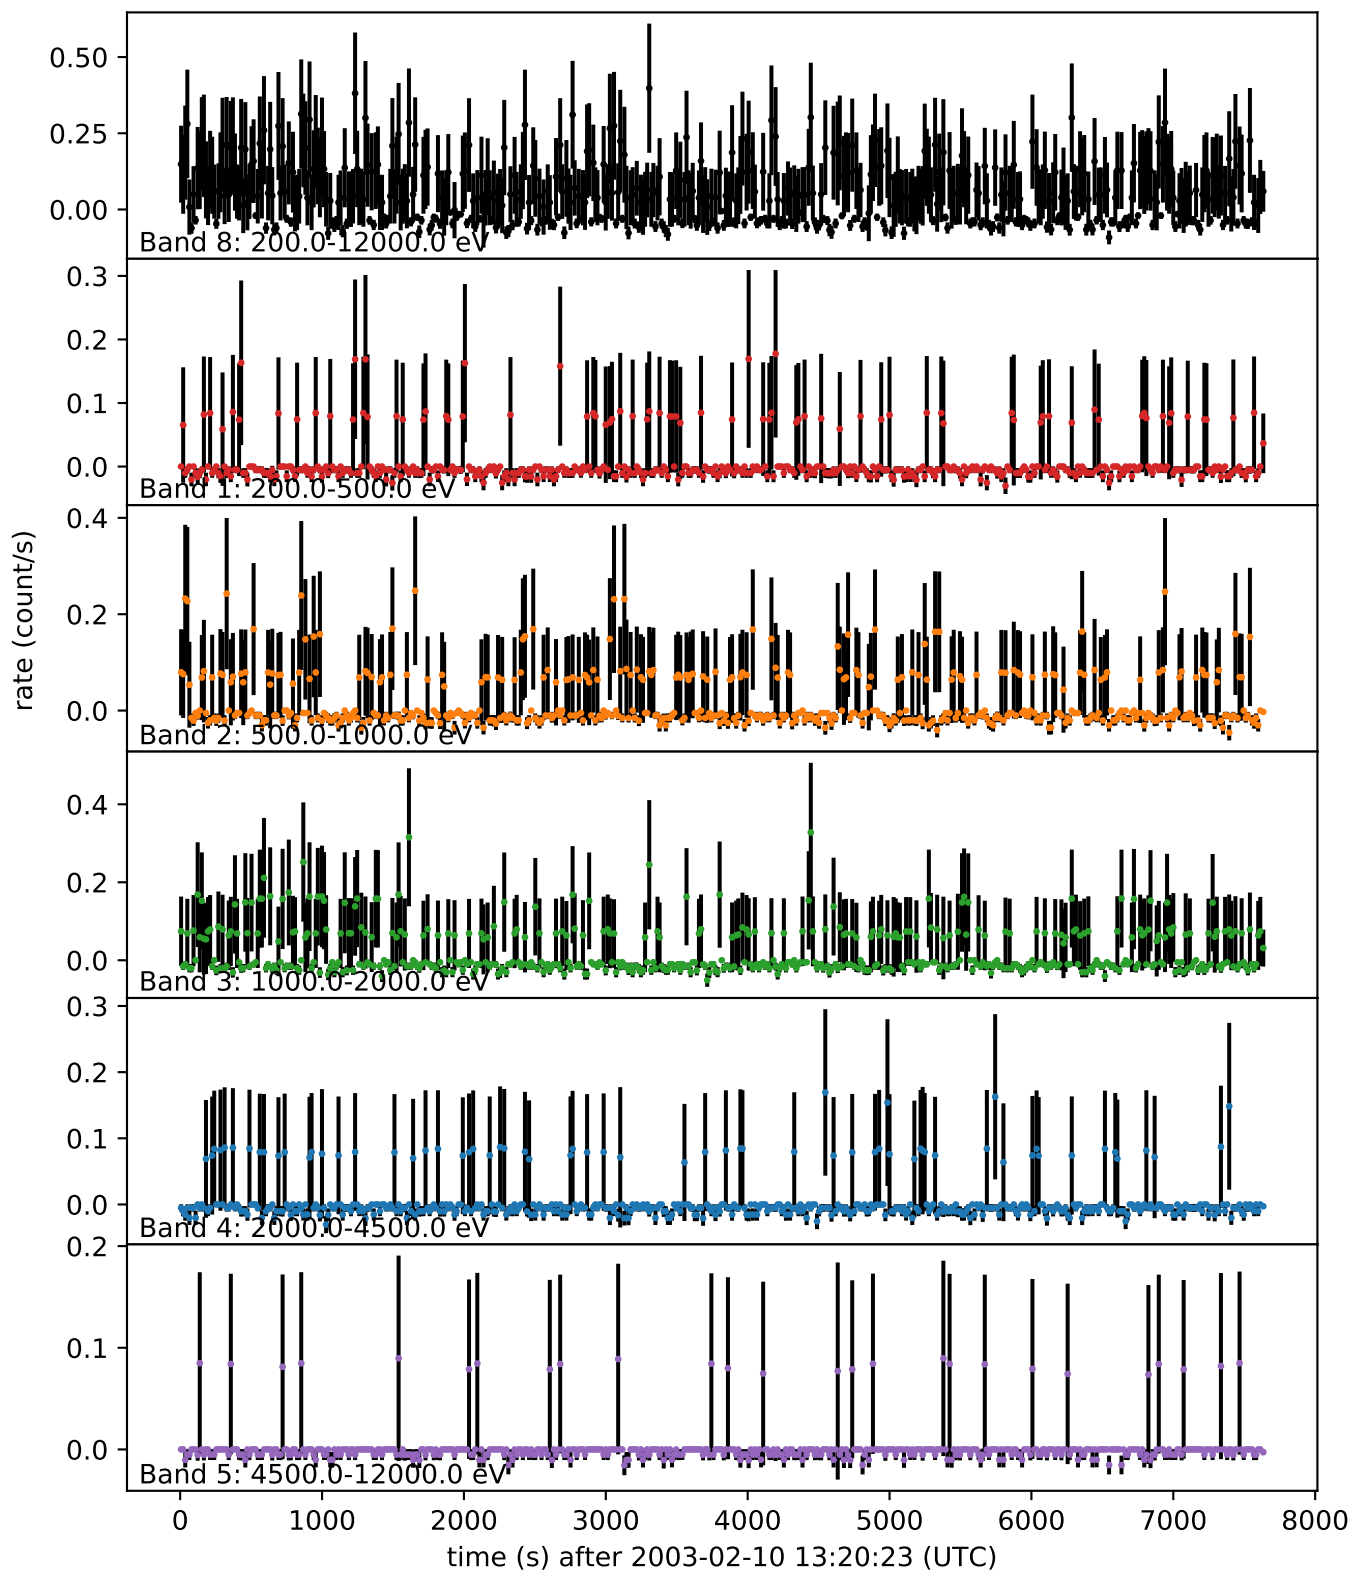 0.50
0.25
0.00
Band 8: 200.0-12000.0 eV
0.3
0.2
0.1
0.0
Band 1: 200.0-500.0 eV
0.4
0.2
0.0
Band 2: 500.0-1000.0 eV
rate (count/s)
0.4
0.2
0.0
Band 3: 1000.0-2000.0 eV
0.3
0.2
0.1
0.0
Band 4: 2000.0-4500.0 eV
0.2
0.1
0.0
Band 5: 4500.0-12000.0 eV
0 1000 2000 3000 4000 5000 6000 7000 8000
time (s) after 2003-02-10 13:20:23 (UTC)